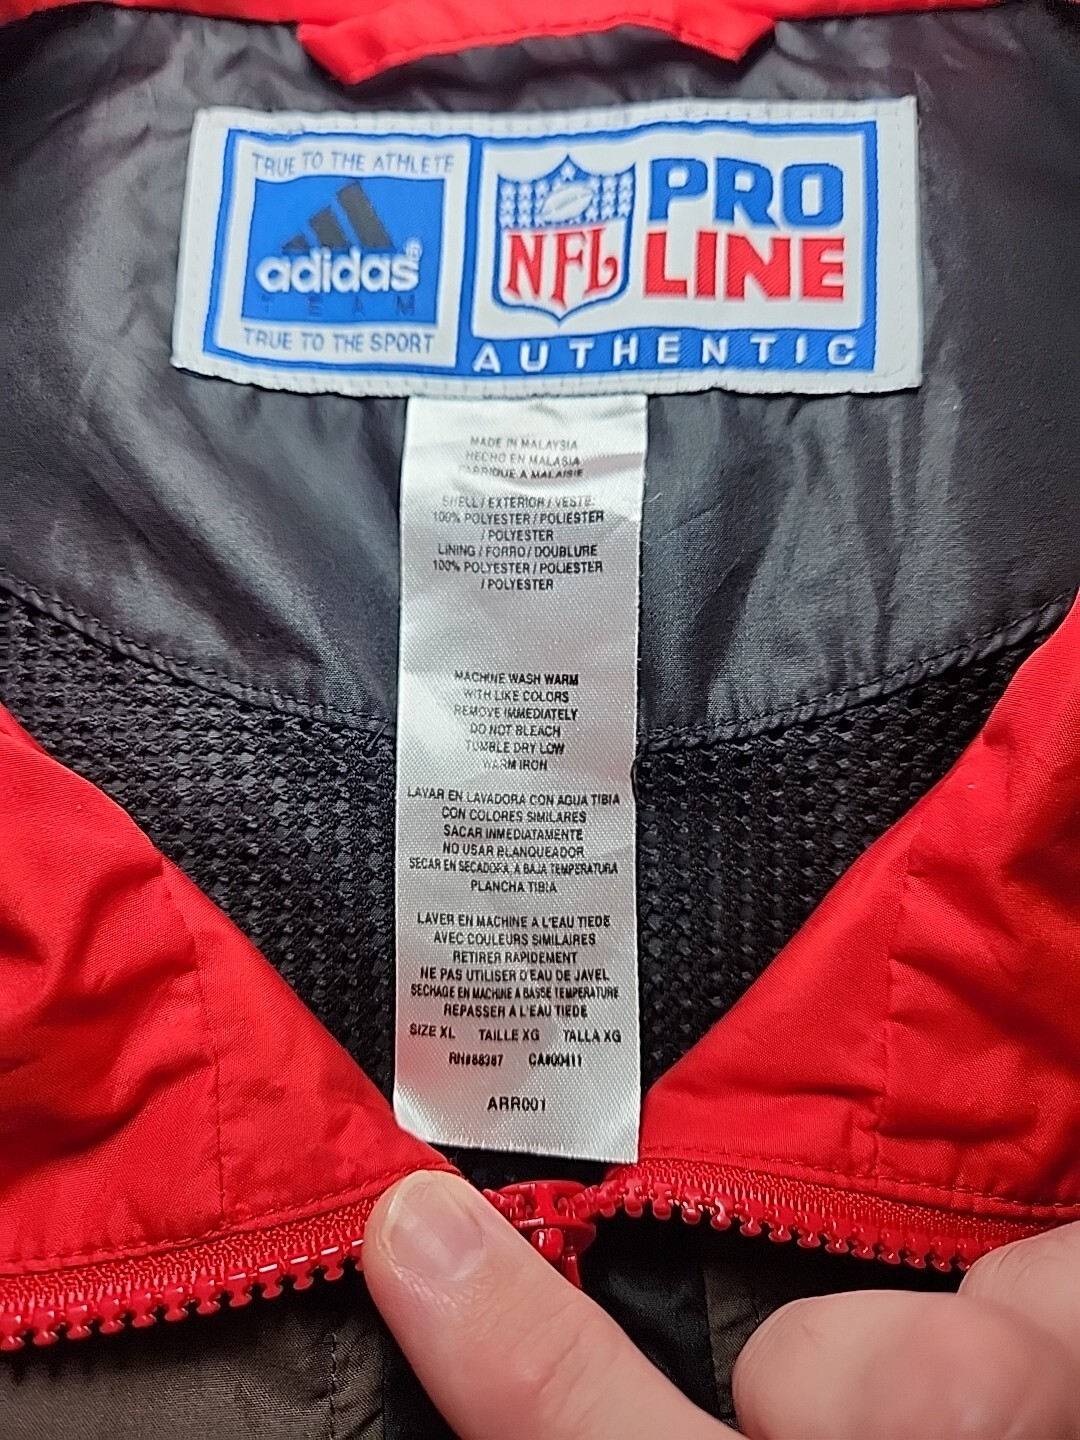 TRUE TO THE ATHLETE
adidas®
TEAM
TRUE TO THE SPORT
NFL
PRO
LINE
AUTHENTIC
MADE IN MALAYSIA
HECHO EN MALASIA
FABRIQUE A MALAISIE
SHELL / EXTERIOR / VESTE:
100% POLYESTER / POLIESTER
/ POLYESTER
LINING / FORRO / DOUBLURE
100% POLYESTER / POLIESTER
/ POLYESTER
MACHINE WASH WARM
WITH LIKE COLORS
REMOVE IMMEDIATELY
DO NOT BLEACH
TUMBLE DRY LOW
WARM IRON
LAVAR EN LAVADORA CON AGUA TIBIA
CON COLORES SIMILARES
SACAR INMEDIATAMENTE
NO USAR BLANQUEADOR
SECAR EN SECADORA, A BAJA TEMPERATURA
PLANCHA TIBIA
LAVER EN MACHINE A L'EAU TIEDE
AVEC COULEURS SIMILAIRES
RETIRER RAPIDEMENT
NE PAS UTILISER D'EAU DE JAVEL
SECHAGE EN MACHINE A BASSE TEMPERATURE
REPASSER A L'EAU TIEDE
SIZE XL TAILLE XG TALLA XG
RN#88387 CA#00411
ARR001